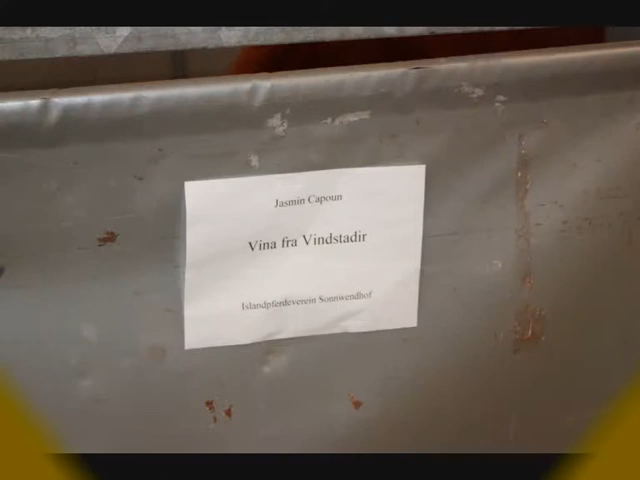 Jasmin Capoun
Vina fra Vindstadir
Islandpferdeverein Sonnwendhof